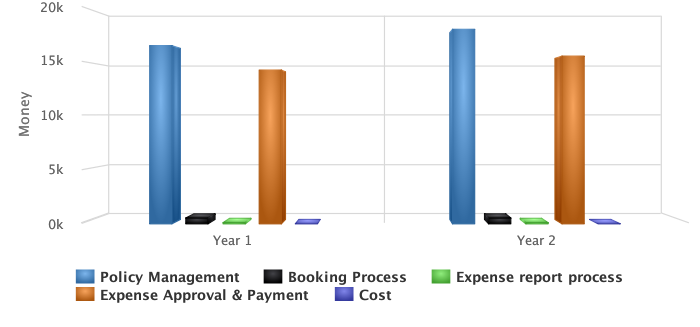 20k
15k
10k
5k
0k
Money
Year 1 Year 2
Policy Management Booking Process Expense report process
Expense Approval & Payment Cost